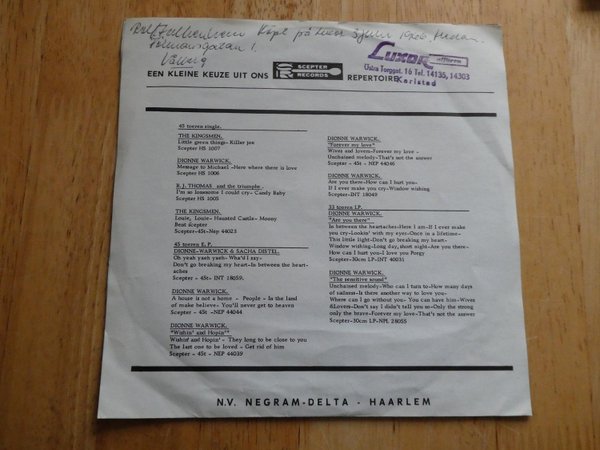 Köpt på Luxor
Vålberg
Luxor affären
Östra Torggat. 16 Tel. 14135, 14303
Karlstad
EEN KLEINE KEUZE UIT ONS SCEPTER RECORDS REPERTOIRE
45 toeren single.
THE KINGSMEN.
Little green things- Killer joe
Scepter HS 1007
DIONNE WARWICK.
Message to Michael -Here where there is love
Scepter HS 1006
B.J. THOMAS and the triumphs.
I'm so lonesome I could cry- Candy Baby
Scepter HS 1005
THE KINGSMEN.
Louie, Louie- Haunted Castle- Moony
Beat scepter
Scepter-45t-Nep 44023
45 toeren E.P.
DIONNE-WARWICK & SACHA DISTEL.
Oh yeah yaeh yaeh- Wha'd I say-
Don't go breaking my heart-In between the heart-
aches
Scepter - 45t- INT 18059.
DIONNE WARWICK.
A house is not a home - People - In the land
of make believe- You'll never get to heaven
Scepter - 45t -NEP 44044
DIONNE WARWICK.
"Wishin' and Hopin'"
Wishin' and Hopin' - They long to be close to you
The last one to be loved - Get rid of him
Scepter - 45t - NEP 44039
DIONNE WARWICK.
"Forever my love"
Wives and lovers-Forever my love -
Unchained melody-That's not the answer
Scepter - 45t - NEP 44046
DIONNE WARWICK.
Are you there-How can I hurt you-
If I ever make you cry-Window wishing
Scepter-INT 18049
33 toeren LP.
DIONNE WARWICK.
"Are you there"
In between the heartaches-Here I am-If I ever make
you cry-Lookin' with my eyes-Once in a lifetime-
This little light-Don't go breaking my heart-
Window wishing-Long day, short night-Are you there-
How can I hurt you-I love you Porgy
Scepter-30cm LP-INT 40031
DIONNE WARWICK.
"The sensitive sound"
Unchained melody-Who can I turn to-How many days
of sadness-Is there another way to love you-
Where can I go without you- You can have him-Wives
&Lovers-Don't say I didn't tell you so-Only the strong
only the brave-Forever my love-That's not the answer
Scepter-30cm LP-NPL 28055
N.V. NEGRAM-DELTA - HAARLEM